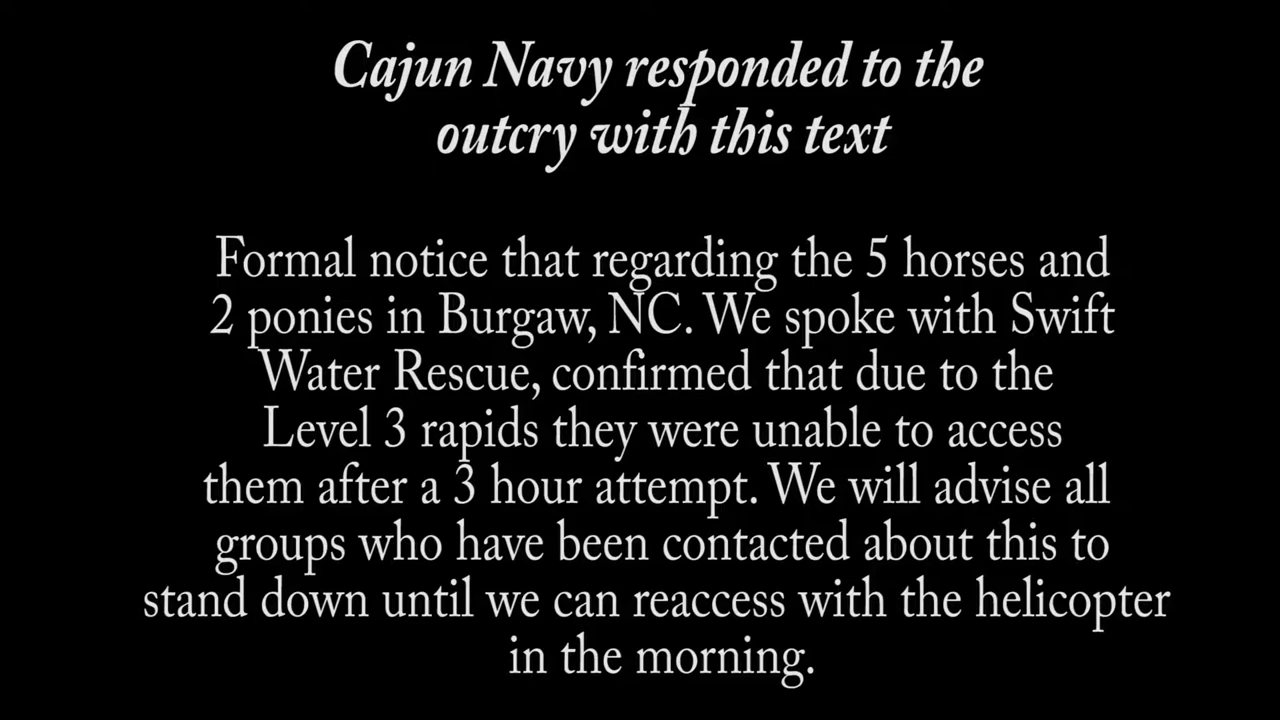 Cajun Navy responded to the
outcry with this text
Formal notice that regarding the 5 horses and
2 ponies in Burgaw, NC. We spoke with Swift
Water Rescue, confirmed that due to the
Level 3 rapids they were unable to access
them after a 3 hour attempt. We will advise all
groups who have been contacted about this to
stand down until we can reaccess with the helicopter
in the morning.